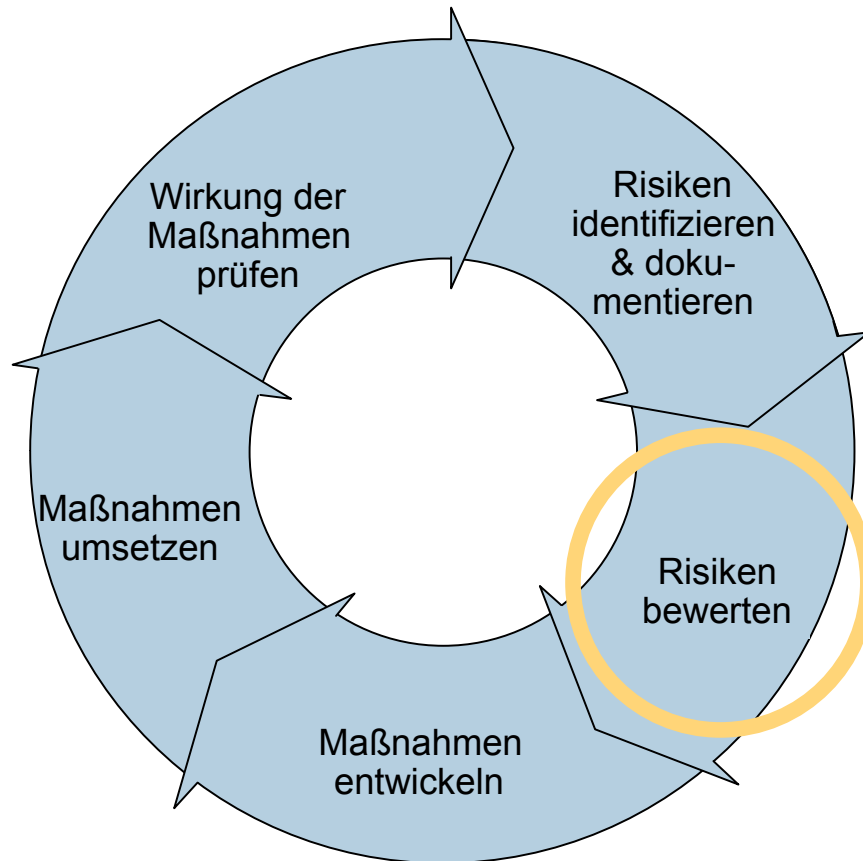 Wirkung der
Maßnahmen
prüfen
Risiken
identifizieren
& doku-
mentieren
Maßnahmen
umsetzen
Risiken
bewerten
Maßnahmen
entwickeln